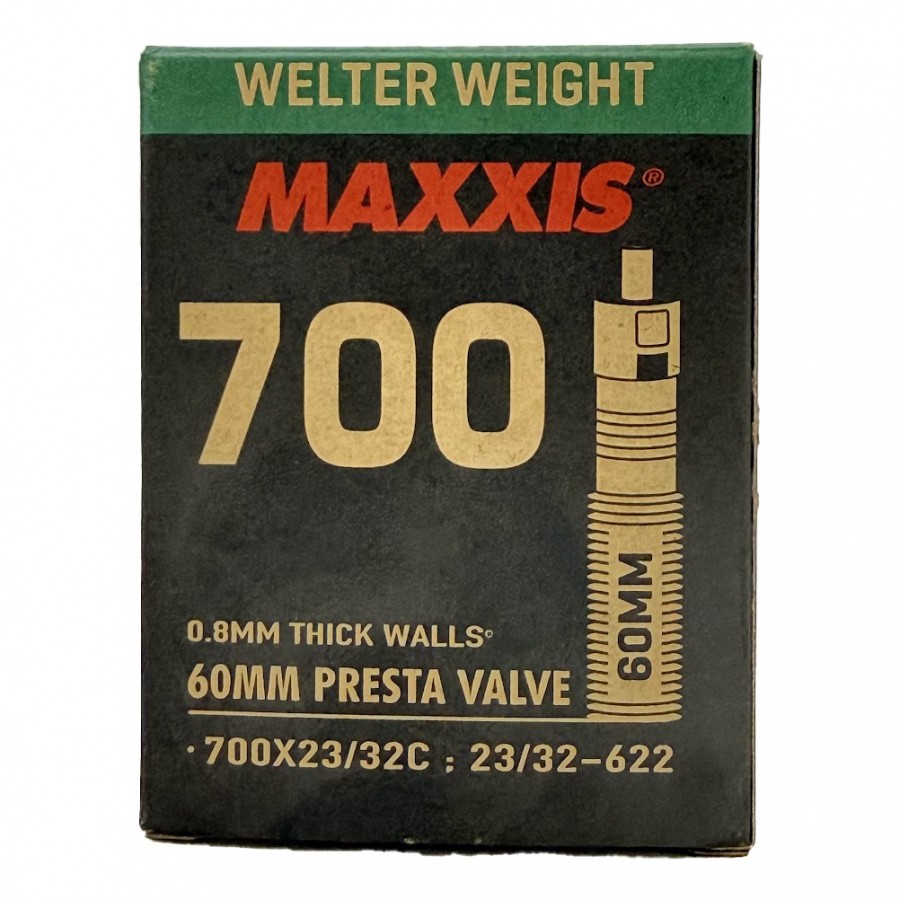 WELTER WEIGHT
MAXXIS®
700
60MM
0.8MM THICK WALLS©
60MM PRESTA VALVE
· 700X23/32C ; 23/32-622